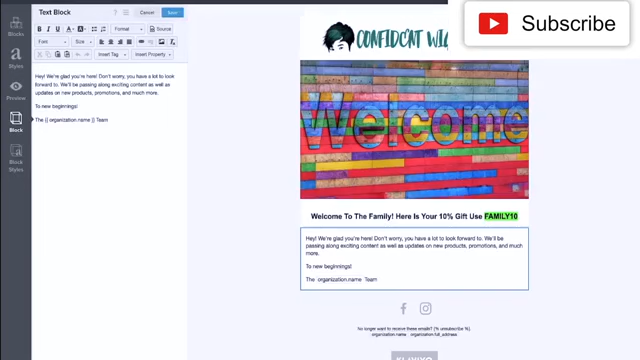 Text Block
Cancel
Save
Blocks
Styles
Preview
Block
Block
Styles
B I U
Format
Source
Font
Size
Insert Tag
Insert Property
Hey! We're glad you're here! Don't worry, you have a lot to look
forward to. We'll be passing along exciting content as well as
updates on new products, promotions, and much more.
To new beginnings!
The {{ organization.name }} Team
Subscribe
CONFIDCAT WIG
Welcome
Welcome To The Family! Here Is Your 10% Gift Use FAMILY10
Hey! We're glad you're here! Don't worry, you have a lot to look forward to. We'll be
passing along exciting content as well as updates on new products, promotions, and much
more.
To new beginnings!
The organization.name Team
No longer want to receive these emails? {% unsubscribe %}.
organization.name organization.full_address
KLAVIYO